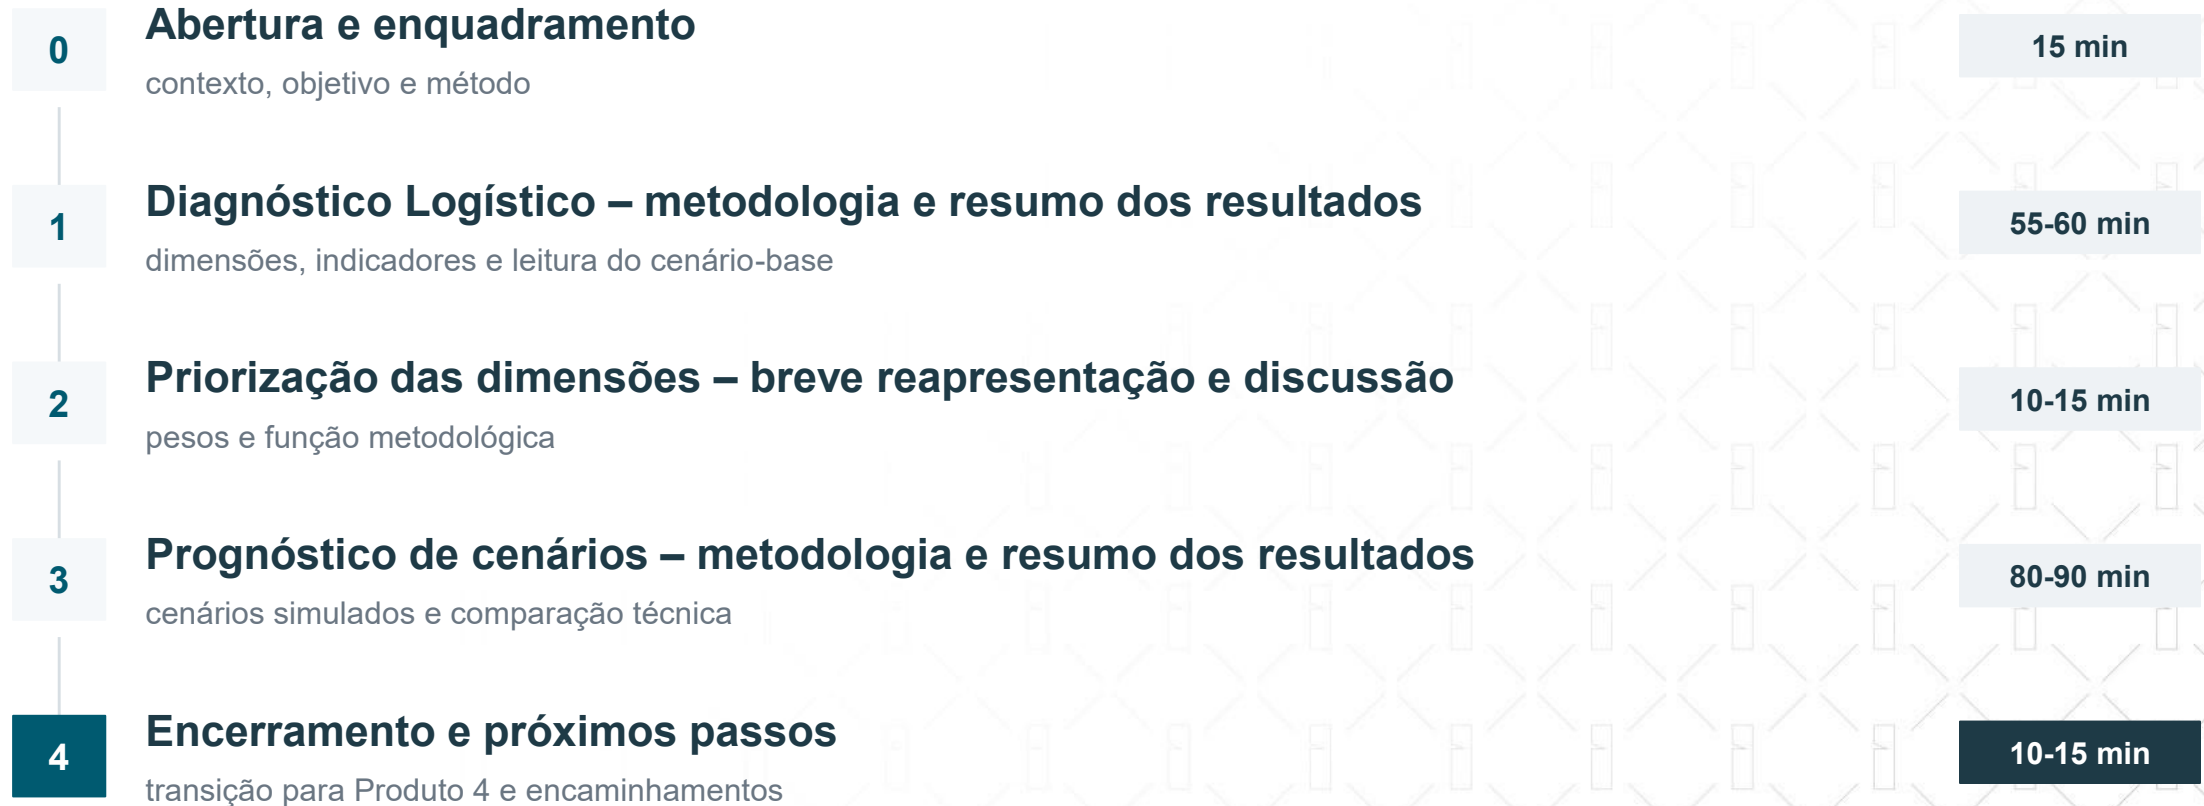 0
Abertura e enquadramento
15 min
contexto, objetivo e método
1
Diagnóstico Logístico – metodologia e resumo dos resultados
55-60 min
dimensões, indicadores e leitura do cenário-base
2
Priorização das dimensões – breve reapresentação e discussão
10-15 min
pesos e função metodológica
3
Prognóstico de cenários – metodologia e resumo dos resultados
80-90 min
cenários simulados e comparação técnica
4
Encerramento e próximos passos
10-15 min
transição para Produto 4 e encaminhamentos